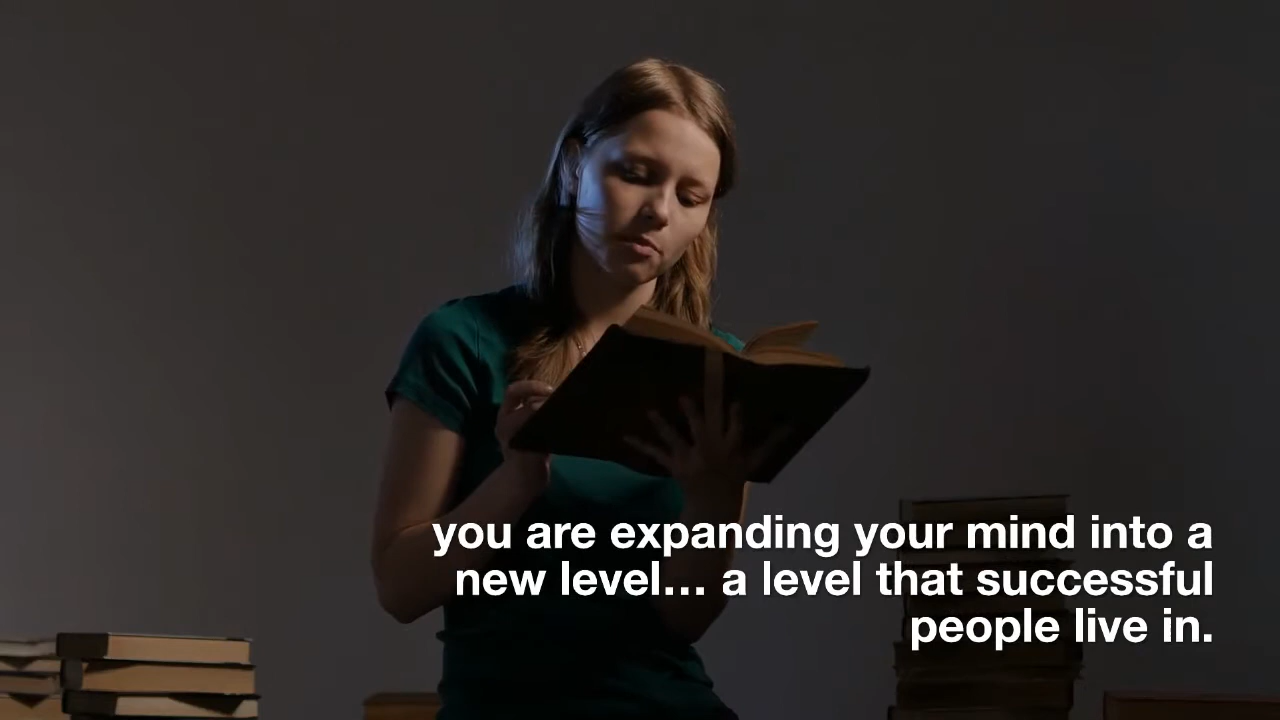 you are expanding your mind into a
new level... a level that successful
people live in.